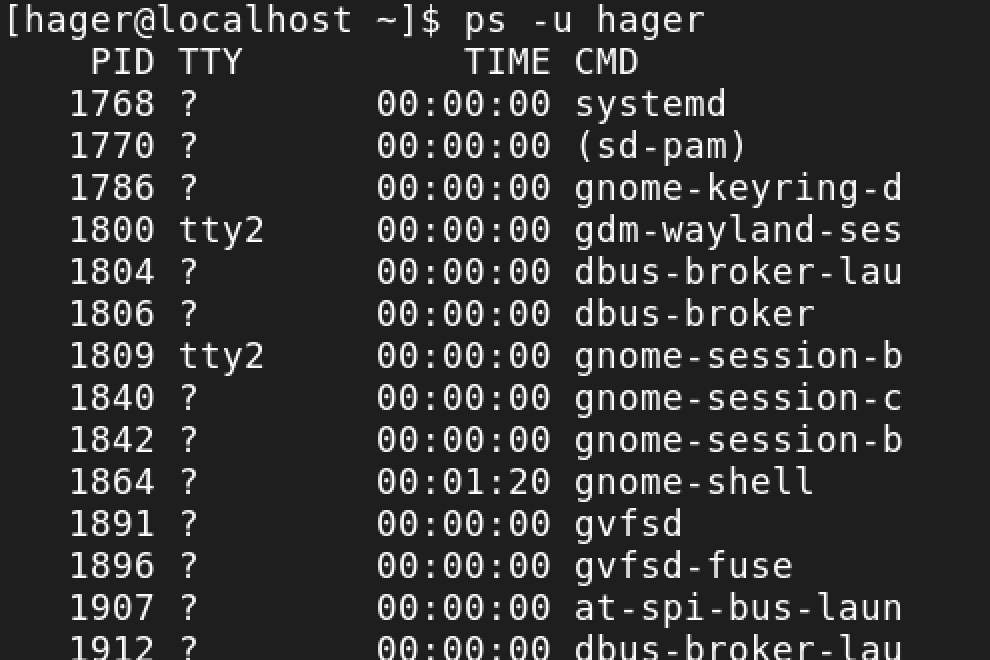 [hager@localhost ~]$ ps -u hager
    PID TTY          TIME CMD
   1768 ?        00:00:00 systemd
   1770 ?        00:00:00 (sd-pam)
   1786 ?        00:00:00 gnome-keyring-d
   1800 tty2     00:00:00 gdm-wayland-ses
   1804 ?        00:00:00 dbus-broker-lau
   1806 ?        00:00:00 dbus-broker
   1809 tty2     00:00:00 gnome-session-b
   1840 ?        00:00:00 gnome-session-c
   1842 ?        00:00:00 gnome-session-b
   1864 ?        00:01:20 gnome-shell
   1891 ?        00:00:00 gvfsd
   1896 ?        00:00:00 gvfsd-fuse
   1907 ?        00:00:00 at-spi-bus-laun
   1912 ?        00:00:00 dbus-broker-lau